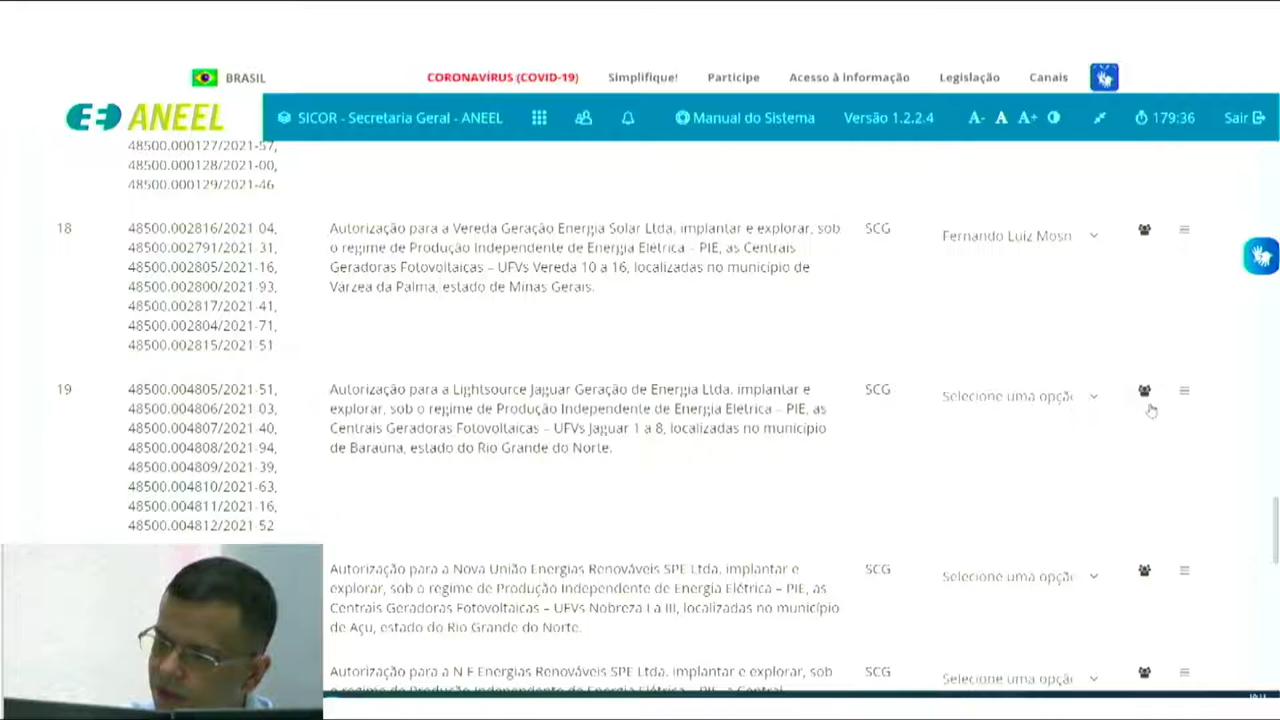 BRASIL CORONAVÍRUS (COVID-19) Simplifique! Participe Acesso à informação Legislação Canais
ANEEL SICOR - Secretaria Geral - ANEEL Manual do Sistema Versão 1.2.2.4 A- A A+ 179:36 Sair
48500.000127/2021-57,
48500.000128/2021-00,
48500.000129/2021-46
18 48500.002816/2021-04, Autorização para a Vereda Geração Energia Solar Ltda. implantar e explorar, sob SCG Fernando Luiz Mosn
48500.002791/2021-31, o regime de Produção Independente de Energia Elétrica – PIE, as Centrais
48500.002805/2021-16, Geradoras Fotovoltaicas – UFVs Vereda 10 a 16, localizadas no município de
48500.002800/2021-93, Varzea da Palma, estado de Minas Gerais.
48500.002817/2021-41,
48500.002804/2021-71,
48500.002815/2021-51
19 48500.004805/2021-51, Autorização para a Lightsource Jaguar Geração de Energia Ltda. implantar e SCG Selecione uma opçã
48500.004806/2021-03, explorar, sob o regime de Produção Independente de Energia Elétrica – PIE, as
48500.004807/2021-40, Centrais Geradoras Fotovoltaicas – UFVs Jaguar 1 a 8, localizadas no município
48500.004808/2021-94, de Baraúna, estado do Rio Grande do Norte.
48500.004809/2021-39,
48500.004810/2021-63,
48500.004811/2021-16,
48500.004812/2021-52
Autorização para a Nova União Energias Renováveis SPE Ltda. implantar e SCG Selecione uma opçã
explorar, sob o regime de Produção Independente de Energia Elétrica – PIE, as
Centrais Geradoras Fotovoltaicas – UFVs Nobreza I a III, localizadas no município
de Açu, estado do Rio Grande do Norte.
Autorização para a N F Energias Renováveis SPE Ltda. implantar e explorar, sob SCG Selecione uma opçã
o regime de Produção Independente de Energia Elétrica – PIE, a Central